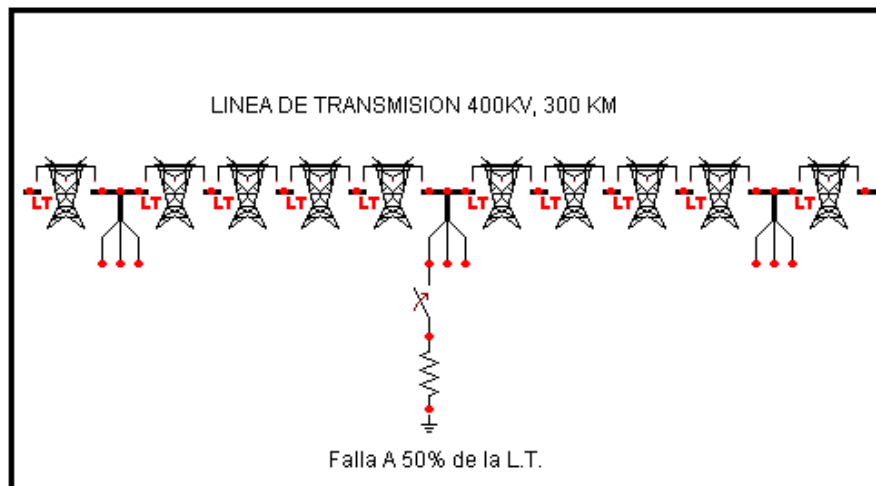 LINEA DE TRANSMISION 400KV, 300 KM
LT LT LT LT LT LT LT LT LT LT
Falla A 50% de la L.T.